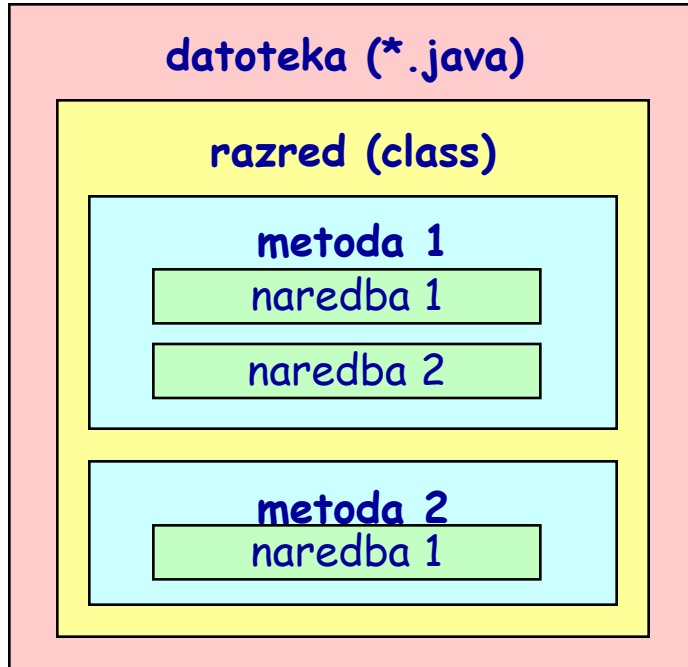 datoteka (*.java)
razred (class)
metoda 1
naredba 1
naredba 2
metoda 2
naredba 1